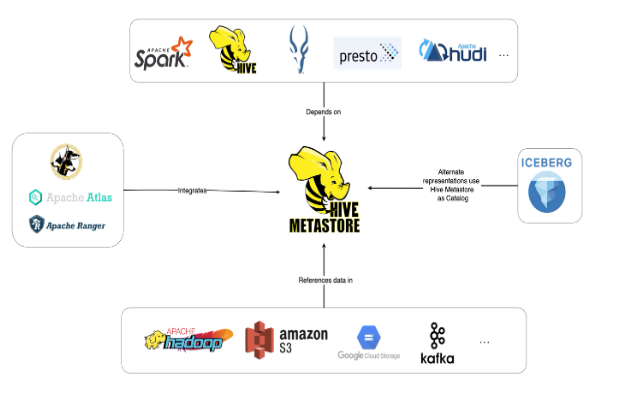 APACHE
Spark
HIVE
presto
Apache
hudi
...
Depends on
Apache Atlas
Apache Ranger
Integrates
HIVE
METASTORE
Alternate
representations use
Hive Metastore
as Catalog
ICEBERG
References data in
APACHE
hadoop
amazon
S3
Google Cloud Storage
kafka
...